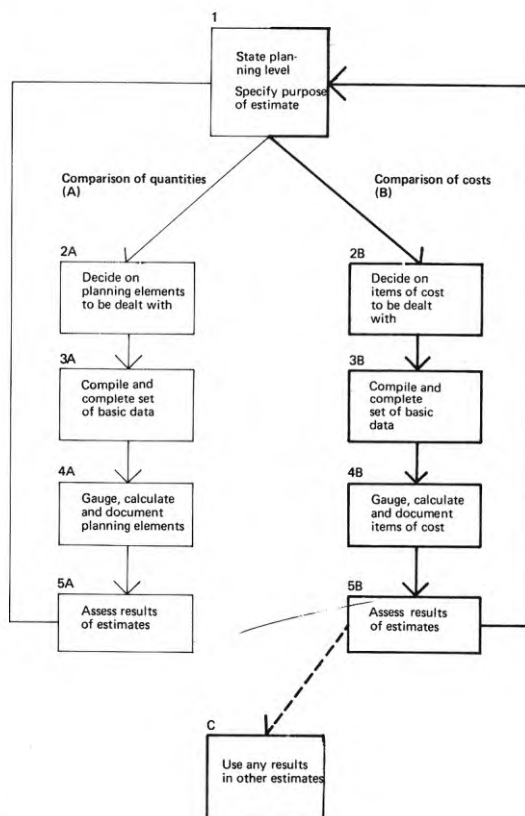 1
State plan-
ning level
Specify purpose
of estimate
Comparison of quantities
(A)
Comparison of costs
(B)
2A
Decide on
planning elements
to be dealt with
2B
Decide on
items of cost
to be dealt
with
3A
Compile and
complete set
of basic data
3B
Compile and
complete
set of basic
data
4A
Gauge, calculate
and document
planning elements
4B
Gauge, calculate
and document
items of cost
5A
Assess results
of estimates
5B
Assess results
of estimates
C
Use any results
in other estimates